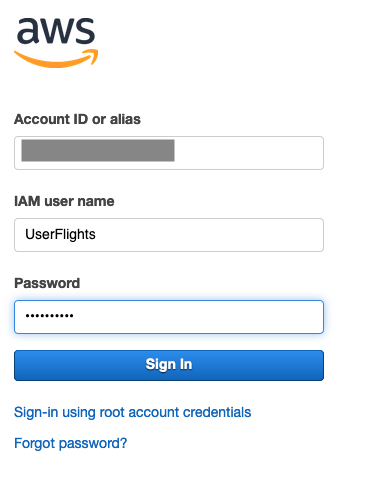 aws
Account ID or alias
IAM user name
UserFlights
Password
••••••••••
Sign In
Sign-in using root account credentials
Forgot password?